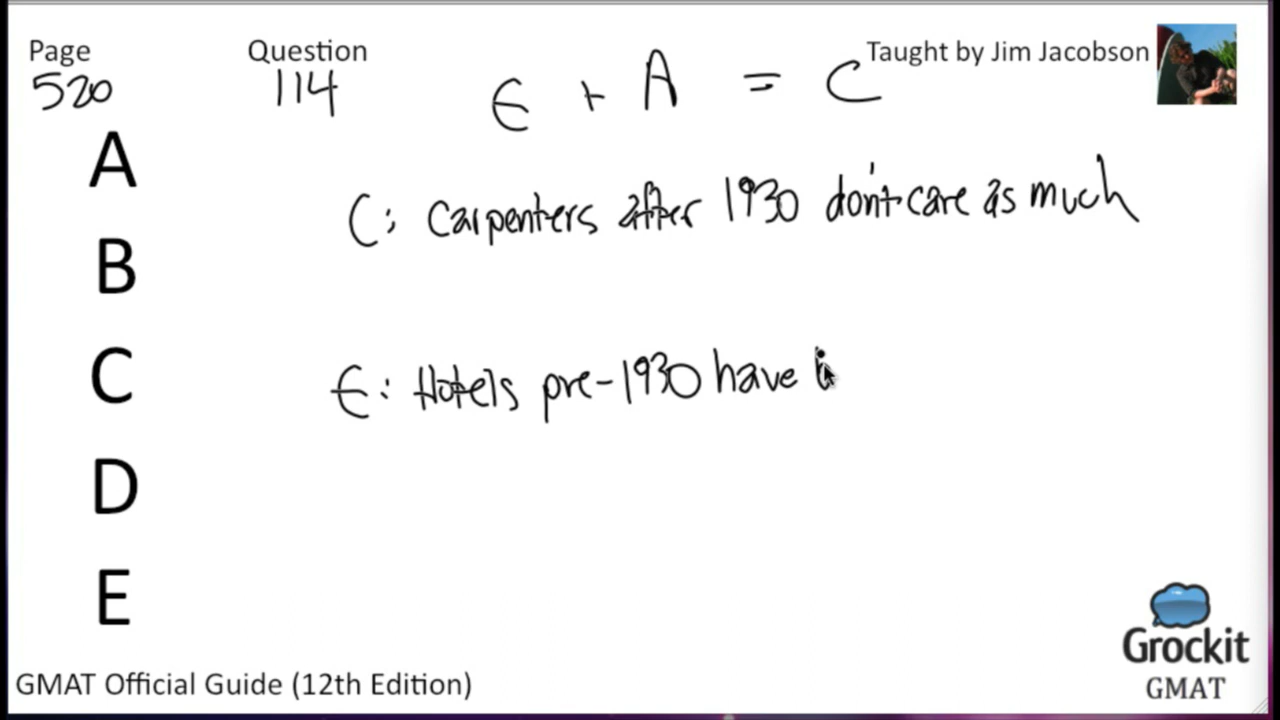 Page
Question
Taught by Jim Jacobson
520
114
E + A = C
A
C: Carpenters after 1930 don't care as much
B
C
E: Hotels pre-1930 have
D
E
Grockit
GMAT
GMAT Official Guide (12th Edition)